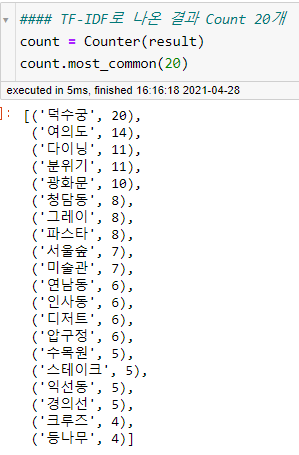 #### TF-IDF로 나온 결과 Count 20개
count = Counter(result)
count.most_common(20)
executed in 5ms, finished 16:16:18 2021-04-28
]: [('덕수궁', 20),
('여의도', 14),
('다이닝', 11),
('분위기', 11),
('광화문', 10),
('청담동', 8),
('그레이', 8),
('파스타', 8),
('서울숲', 7),
('미술관', 7),
('연남동', 6),
('인사동', 6),
('디저트', 6),
('압구정', 6),
('수목원', 5),
('스테이크', 5),
('익선동', 5),
('경의선', 5),
('크루즈', 4),
('등나무', 4)]